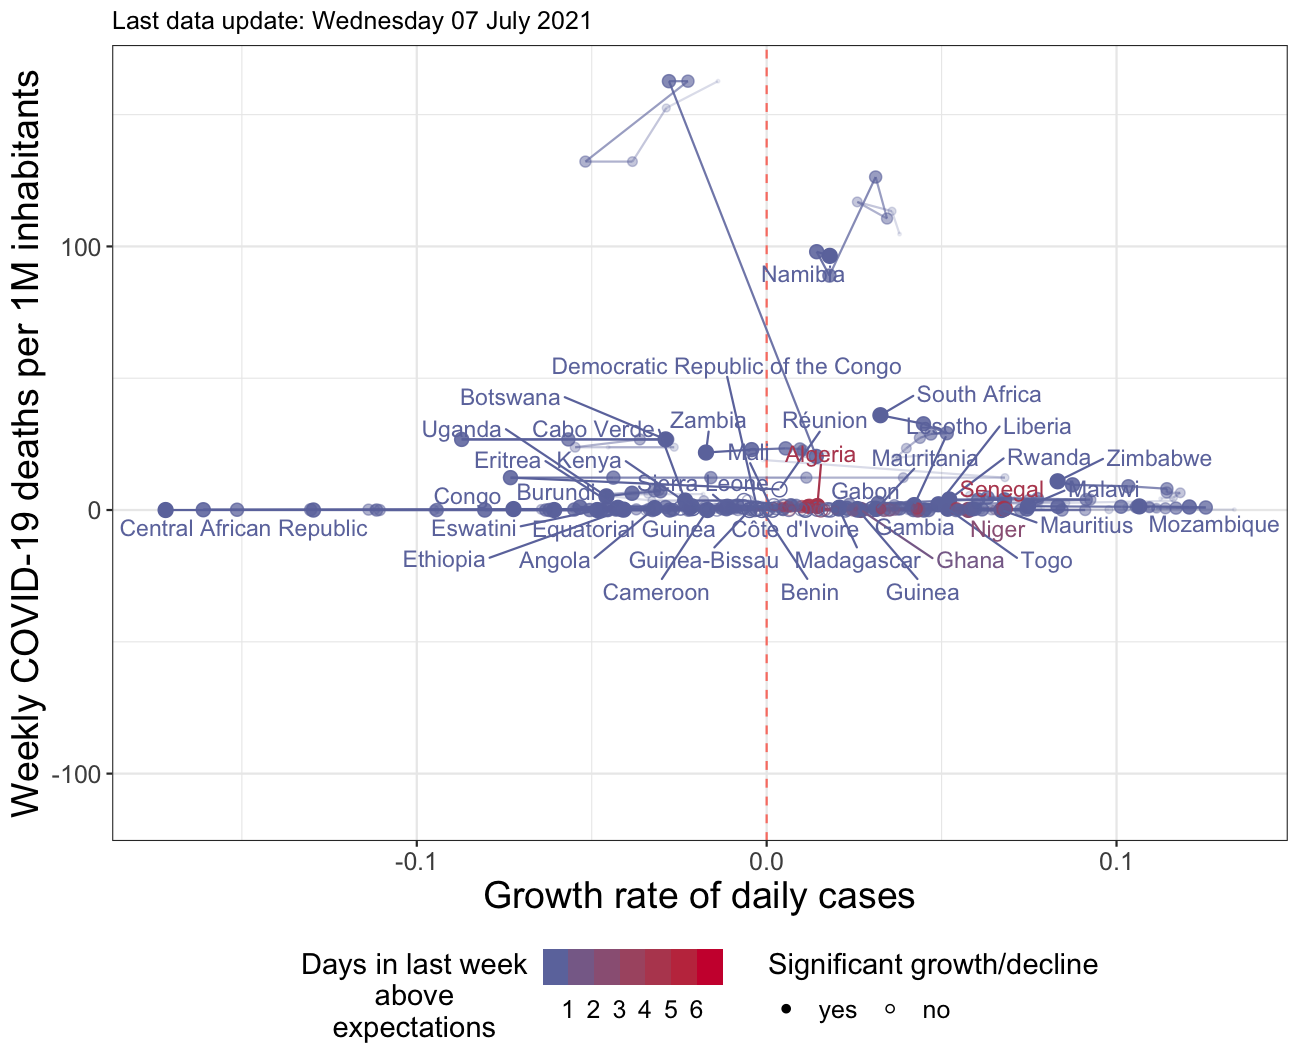 Last data update: Wednesday 07 July 2021
Weekly COVID-19 deaths per 1M inhabitants
100
0
-100
Namibia
Democratic Republic of the Congo
Botswana
South Africa
Uganda
Cabo Verde
Zambia
Réunion
Lesotho
Liberia
Eritrea
Kenya
Mali
Algeria
Mauritania
Rwanda
Zimbabwe
Congo
Burundi
Sierra Leone
Gabon
Senegal
Malawi
Central African Republic
Eswatini
Equatorial Guinea
Côte d'Ivoire
Gambia
Niger
Mauritius
Mozambique
Ethiopia
Angola
Guinea-Bissau
Madagascar
Ghana
Togo
Cameroon
Benin
Guinea
-0.1
0.0
0.1
Growth rate of daily cases
Days in last week
above
expectations
1 2 3 4 5 6
Significant growth/decline
yes
no